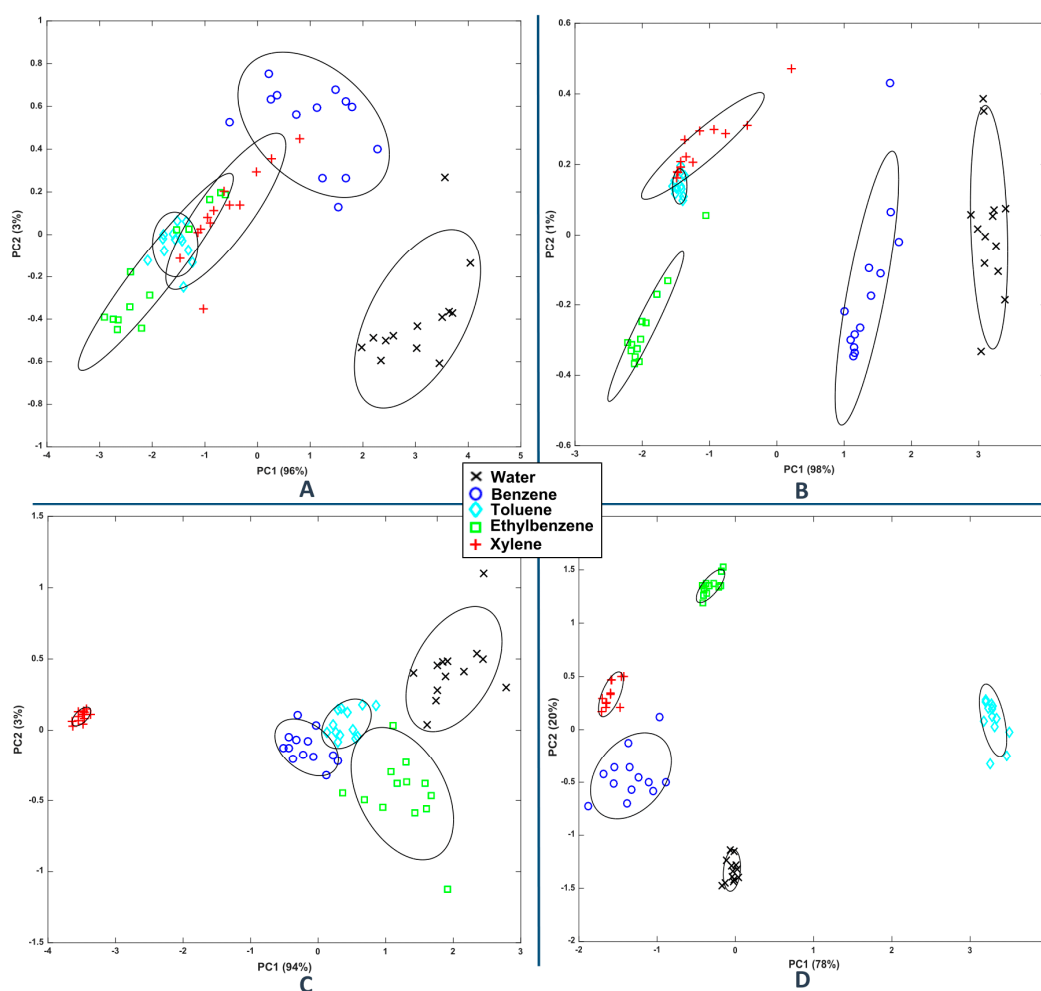 1
0.8
0.6
0.4
0.2
0
-0.2
-0.4
-0.6
-0.8
-1
PC2 (3%)
-4 -3 -2 -1 0 1 2 3 4 5
PC1 (96%)
A
0.6
0.4
0.2
0
-0.2
-0.4
-0.6
PC2 (1%)
-3 -2 -1 0 1 2 3
PC1 (98%)
B
Water
Benzene
Toluene
Ethylbenzene
Xylene
1.5
1
0.5
0
-0.5
-1
-1.5
PC2 (3%)
-4 -3 -2 -1 0 1 2 3
PC1 (94%)
C
1.5
1
0.5
0
-0.5
-1
-1.5
-2
PC2 (20%)
-2 -1 0 1 2 3
PC1 (78%)
D